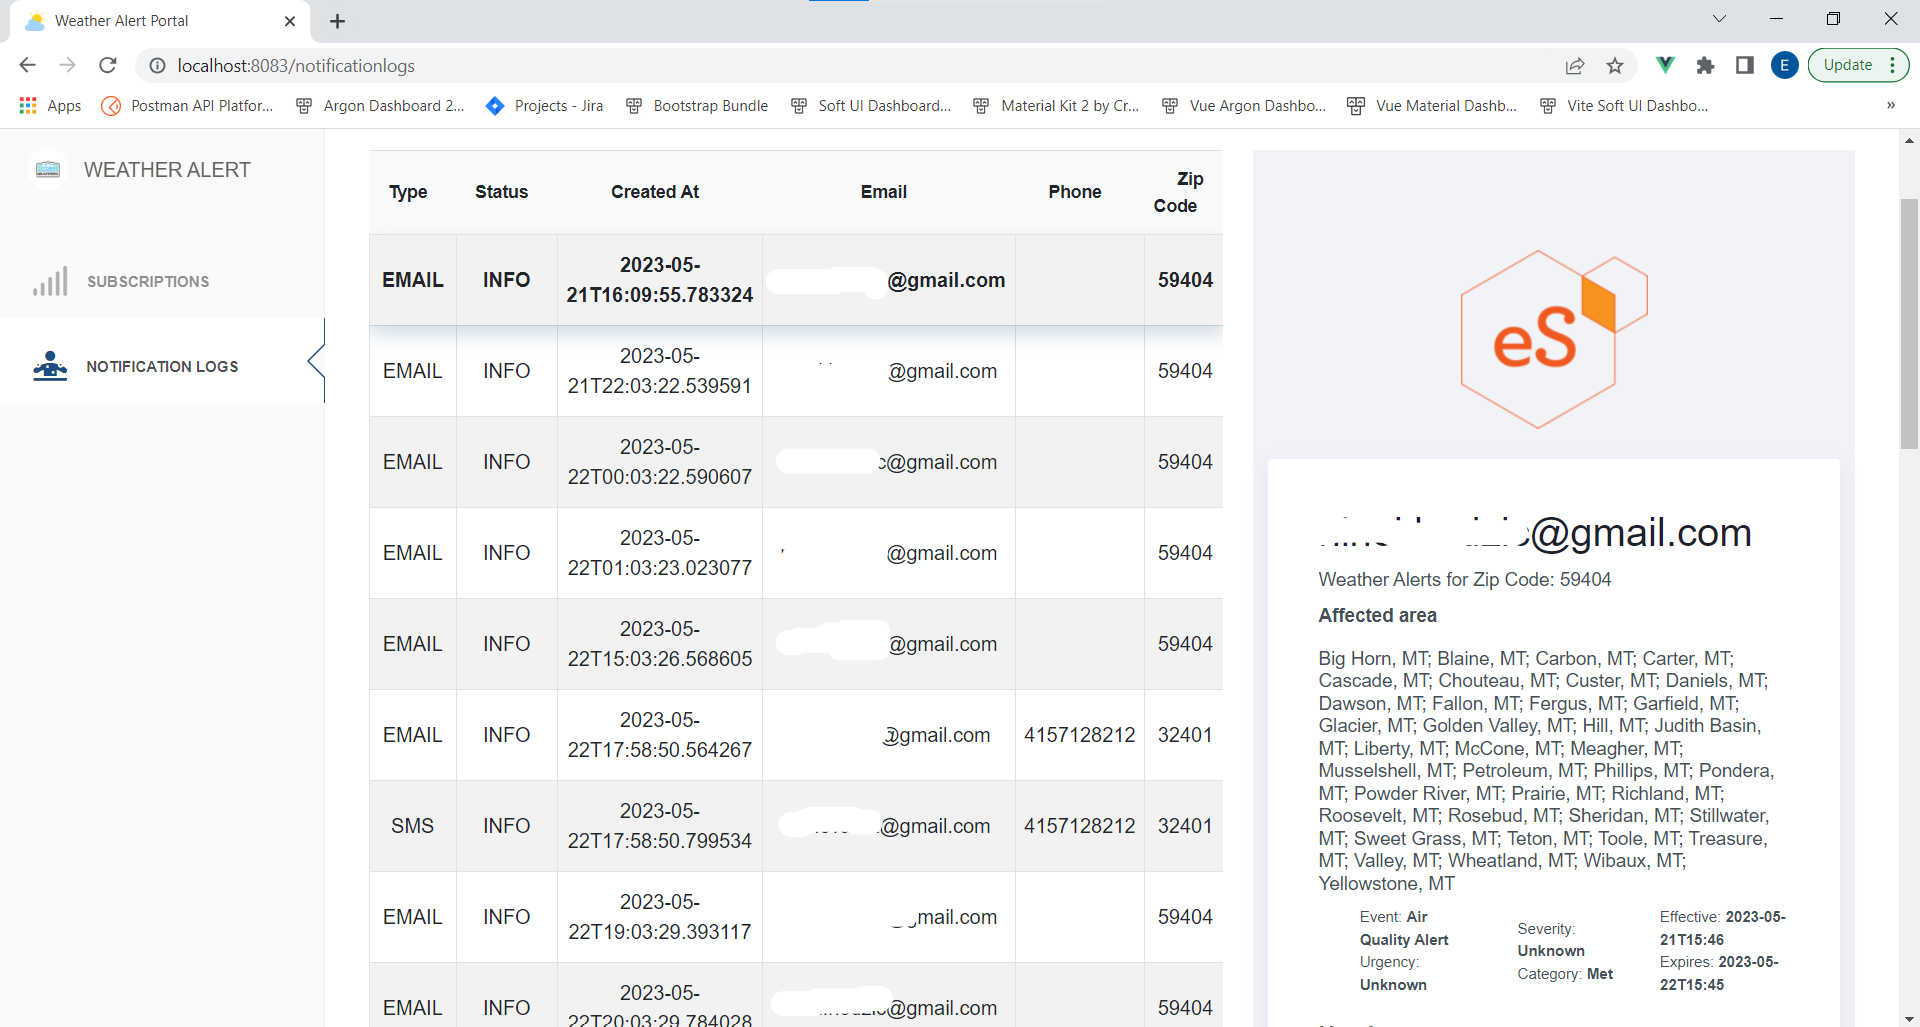 Weather Alert Portal
localhost:8083/notificationlogs
E
Update
Apps
Postman API Platfor...
Argon Dashboard 2...
Projects - Jira
Bootstrap Bundle
Soft UI Dashboard...
Material Kit 2 by Cr...
Vue Argon Dashbo...
Vue Material Dashb...
Vite Soft UI Dashbo...
»
WEATHER ALERT
SUBSCRIPTIONS
NOTIFICATION LOGS
Type Status Created At Email Phone Zip
Code
EMAIL INFO 2023-05-
21T16:09:55.783324 @gmail.com 59404
EMAIL INFO 2023-05-
21T22:03:22.539591 @gmail.com 59404
EMAIL INFO 2023-05-
22T00:03:22.590607 c@gmail.com 59404
EMAIL INFO 2023-05-
22T01:03:23.023077 @gmail.com 59404
EMAIL INFO 2023-05-
22T15:03:26.568605 @gmail.com 59404
EMAIL INFO 2023-05-
22T17:58:50.564267 @gmail.com 4157128212 32401
SMS INFO 2023-05-
22T17:58:50.799534 @gmail.com 4157128212 32401
EMAIL INFO 2023-05-
22T19:03:29.393117 mail.com 59404
EMAIL INFO 2023-05-
22T20:03:29.784028 @gmail.com 59404
eS
@gmail.com
Weather Alerts for Zip Code: 59404
Affected area
Big Horn, MT; Blaine, MT; Carbon, MT; Carter, MT;
Cascade, MT; Chouteau, MT; Custer, MT; Daniels, MT;
Dawson, MT; Fallon, MT; Fergus, MT; Garfield, MT;
Glacier, MT; Golden Valley, MT; Hill, MT; Judith Basin,
MT; Liberty, MT; McCone, MT; Meagher, MT;
Musselshell, MT; Petroleum, MT; Phillips, MT; Pondera,
MT; Powder River, MT; Prairie, MT; Richland, MT;
Roosevelt, MT; Rosebud, MT; Sheridan, MT; Stillwater,
MT; Sweet Grass, MT; Teton, MT; Toole, MT; Treasure,
MT; Valley, MT; Wheatland, MT; Wibaux, MT;
Yellowstone, MT
Event: Air
Quality Alert
Urgency:
Unknown
Severity:
Unknown
Category: Met
Effective: 2023-05-
21T15:46
Expires: 2023-05-
22T15:45